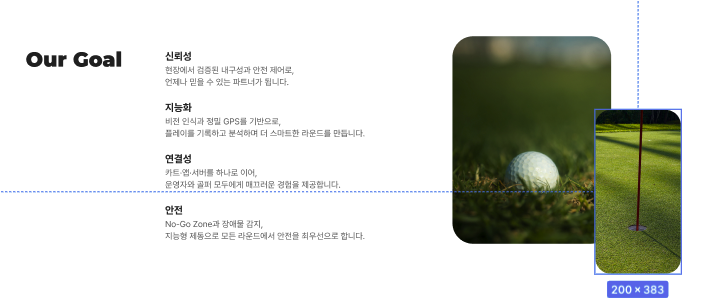 Our Goal
신뢰성
현장에서 검증된 내구성과 안전 제어로,
언제나 믿을 수 있는 파트너가 됩니다.
지능화
비전 인식과 정밀 GPS를 기반으로,
플레이를 기록하고 분석하며 더 스마트한 라운드를 만듭니다.
연결성
카트·앱·서버를 하나로 이어,
운영자와 골퍼 모두에게 매끄러운 경험을 제공합니다.
안전
No-Go Zone과 장애물 감지,
지능형 제동으로 모든 라운드에서 안전을 최우선으로 합니다.
200 × 383